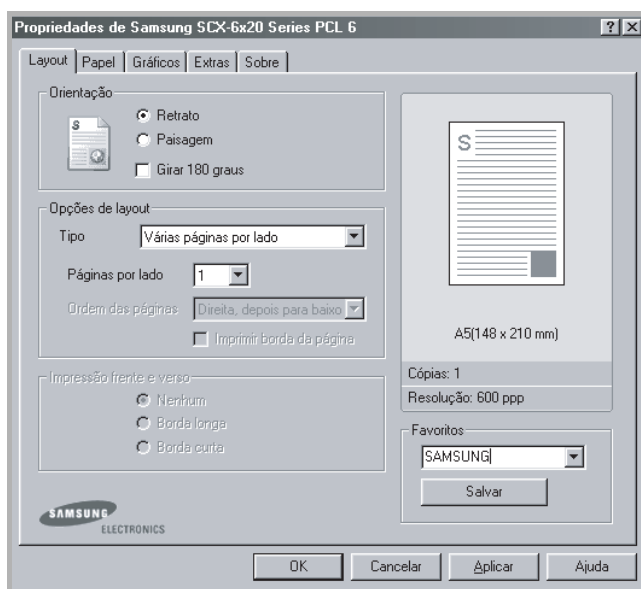 Propriedades de Samsung SCX-6x20 Series PCL 6
Layout Papel Gráficos Extras Sobre
Orientação
Retrato
Paisagem
Girar 180 graus
Opções de layout
Tipo Várias páginas por lado
Páginas por lado 1
Ordem das páginas Direita, depois para baixo
Imprimir borda da página
Impressão frente e verso
Nenhum
Borda longa
Borda curta
SAMSUNG
ELECTRONICS
S
S
A5(148 x 210 mm)
Cópias: 1
Resolução: 600 ppp
Favoritos
SAMSUNG
Salvar
OK Cancelar Aplicar Ajuda